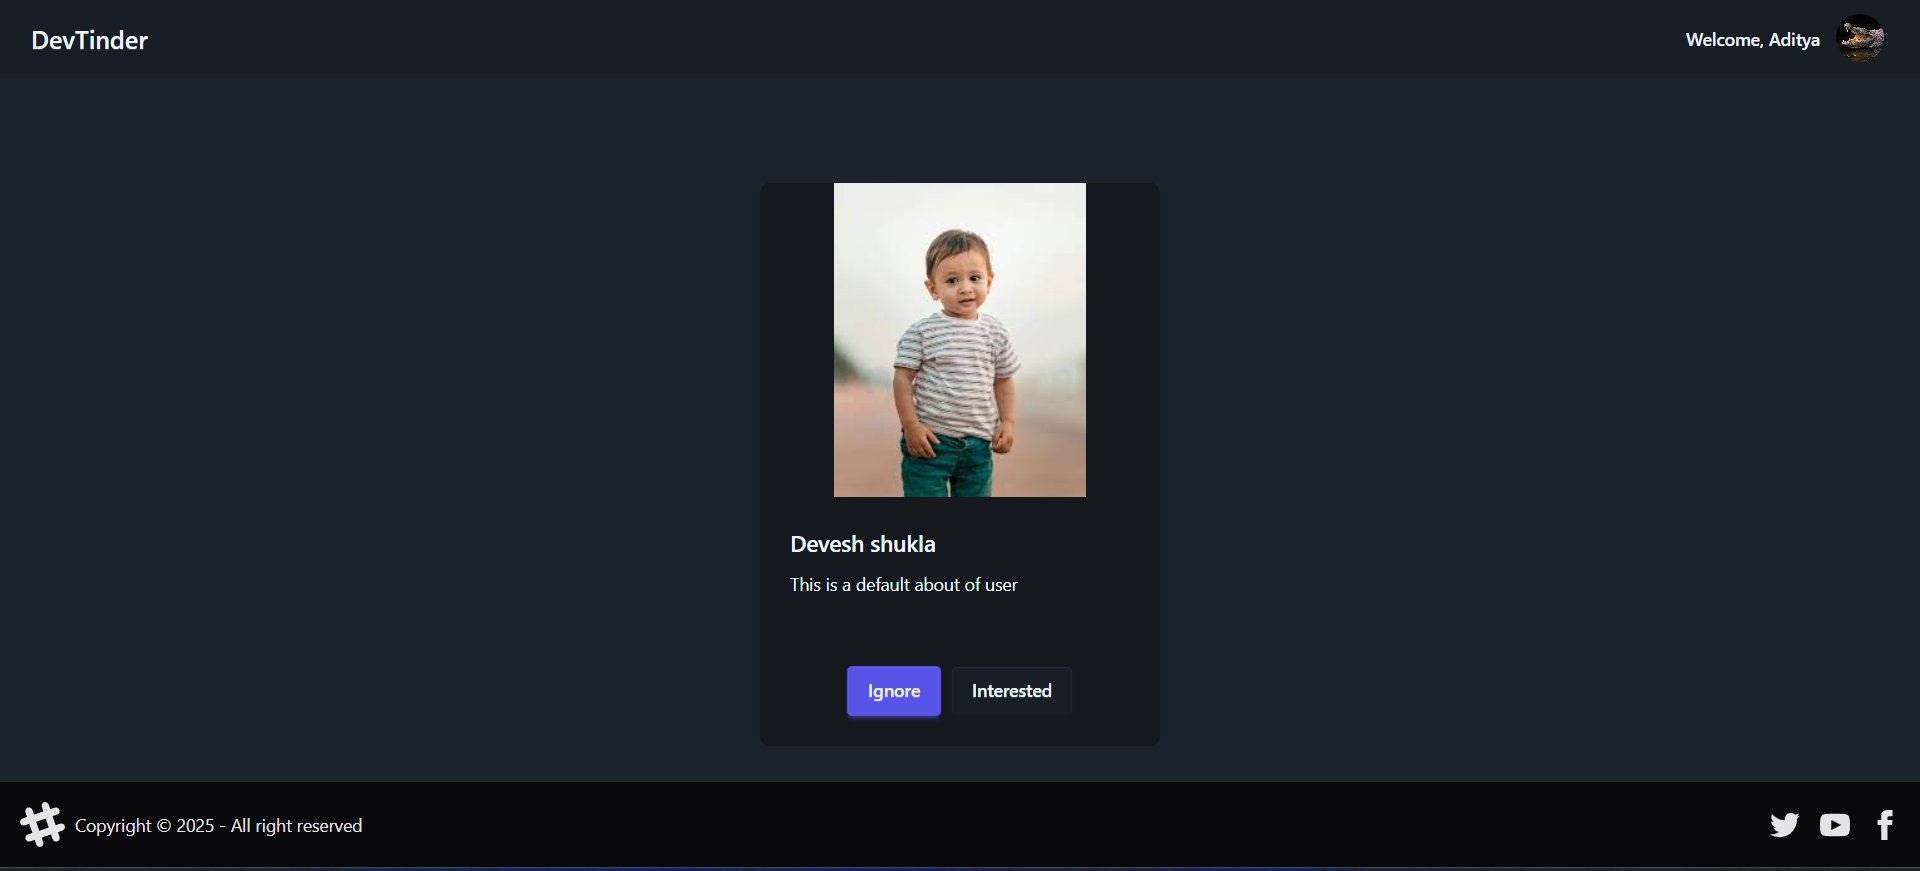 DevTinder
Welcome, Aditya
Devesh shukla
This is a default about of user
Ignore
Interested
Copyright © 2025 - All right reserved